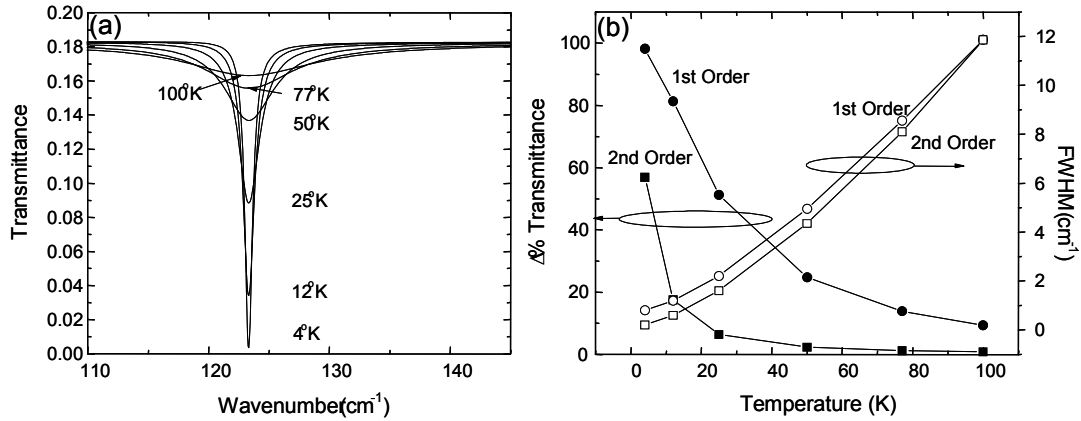 (a)
0.20
0.18
0.16
0.14
0.12
0.10
0.08
0.06
0.04
0.02
0.00
Transmittance
100°K
77°K
50°K
25°K
12°K
4°K
110
120
130
140
Wavenumber(cm-1)
(b)
100
80
60
40
20
0
Δ% Transmittance
1st Order
2nd Order
1st Order
2nd Order
12
10
8
6
4
2
0
FWHM(cm-1)
0
20
40
60
80
100
Temperature (K)